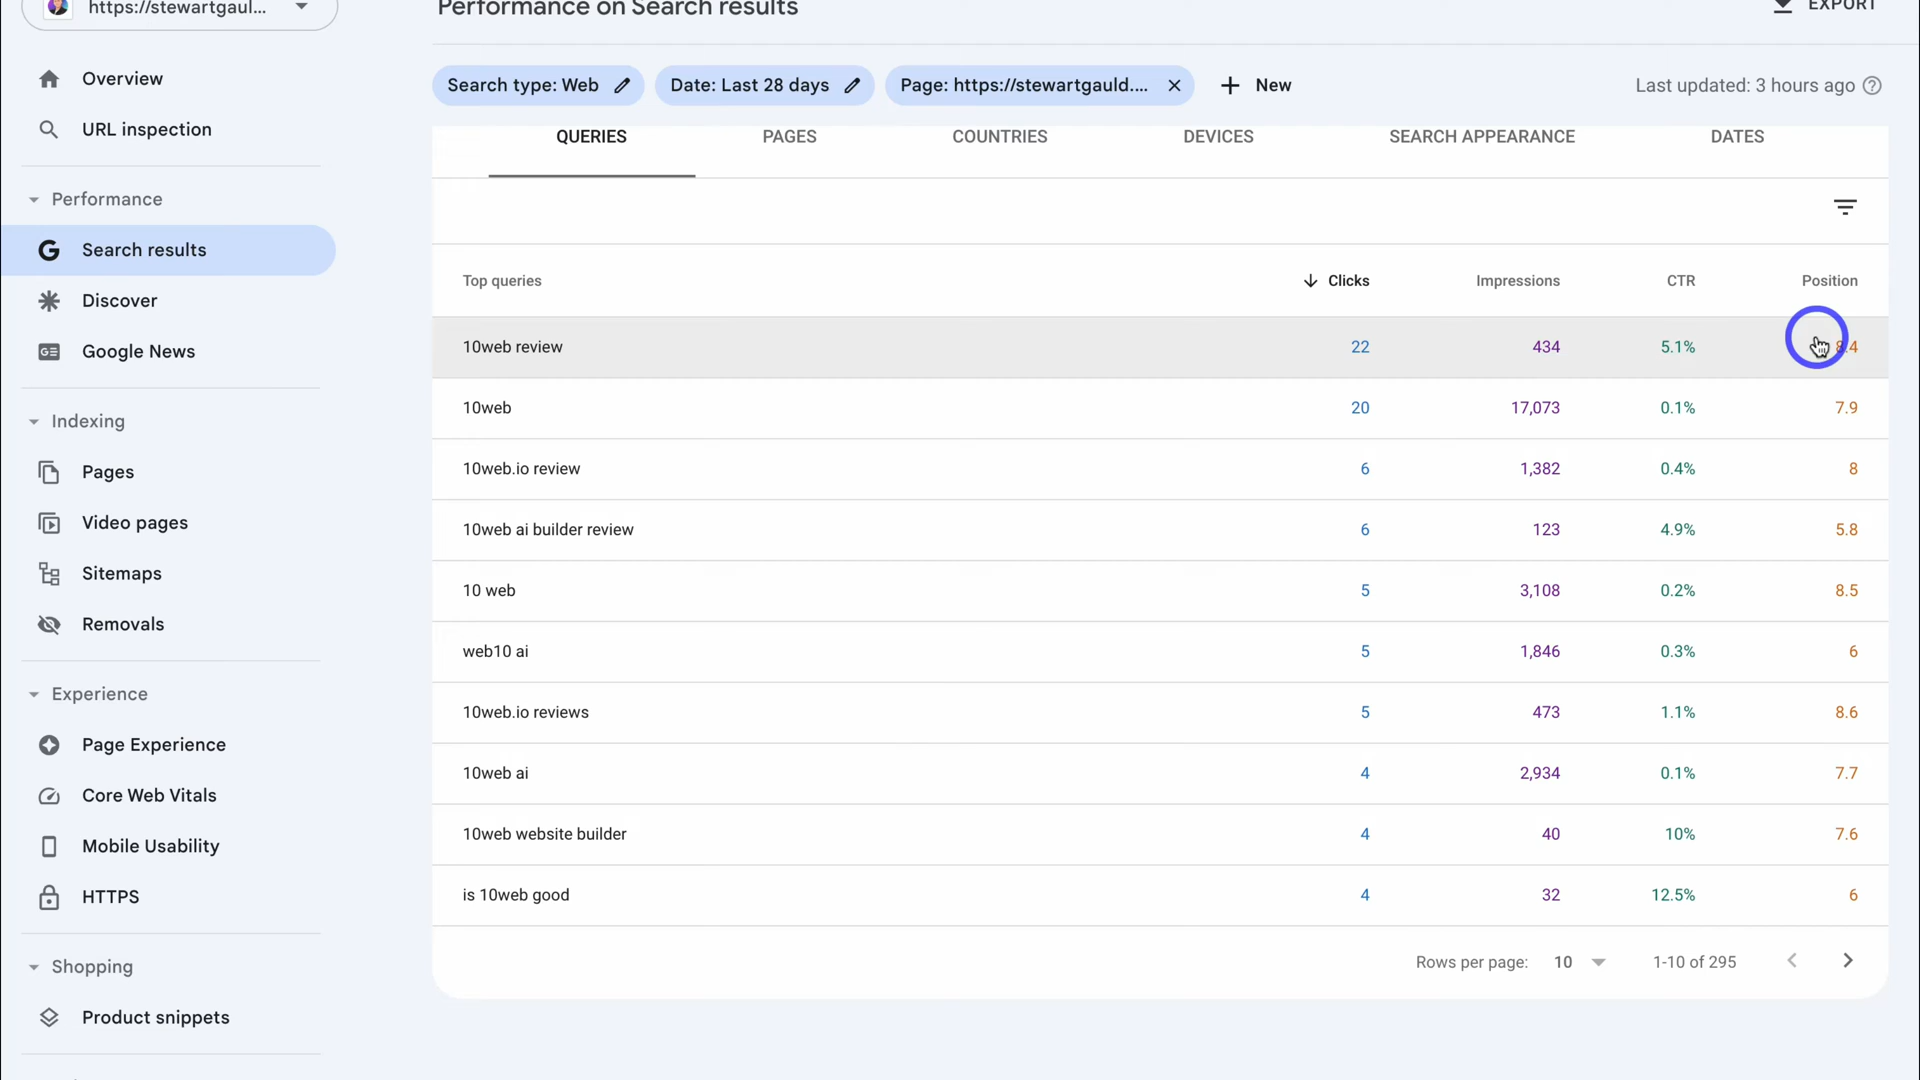 https://stewartgaul...
Performance on Search results
EXPORT
Overview
URL inspection
Performance
Search results
Discover
Google News
Indexing
Pages
Video pages
Sitemaps
Removals
Experience
Page Experience
Core Web Vitals
Mobile Usability
HTTPS
Shopping
Product snippets
Search type: Web
Date: Last 28 days
Page: https://stewartgauld....
New
Last updated: 3 hours ago
QUERIES PAGES COUNTRIES DEVICES SEARCH APPEARANCE DATES
Top queries Clicks Impressions CTR Position
10web review 22 434 5.1% 8.4
10web 20 17,073 0.1% 7.9
10web.io review 6 1,382 0.4% 8
10web ai builder review 6 123 4.9% 5.8
10 web 5 3,108 0.2% 8.5
web10 ai 5 1,846 0.3% 6
10web.io reviews 5 473 1.1% 8.6
10web ai 4 2,934 0.1% 7.7
10web website builder 4 40 10% 7.6
is 10web good 4 32 12.5% 6
Rows per page: 10 1-10 of 295